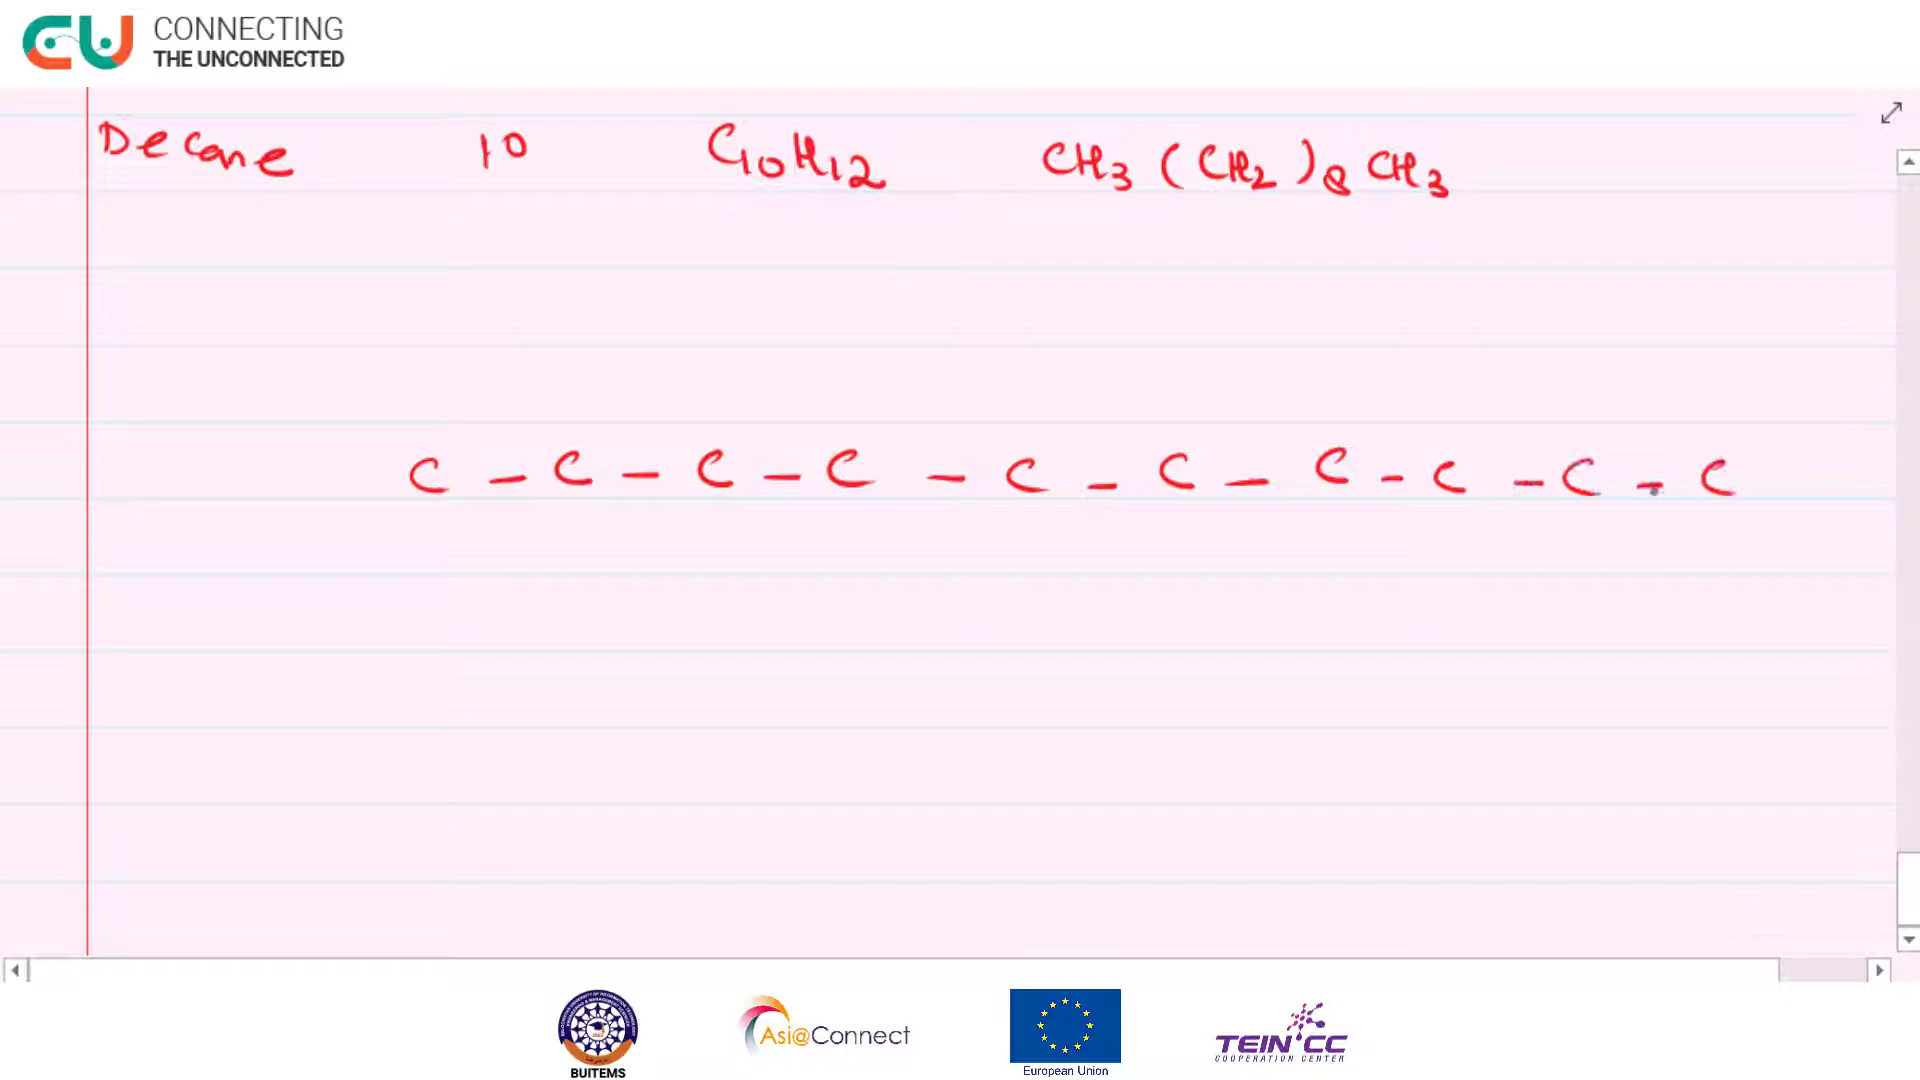 CONNECTING
THE UNCONNECTED
Decane 10 C10H12 CH3 (CH2)8 CH3
C - C - C - C - C - C - C - C - C - C
BUITEMS
Asi@Connect
European Union
TEIN*CC
COOPERATION CENTER